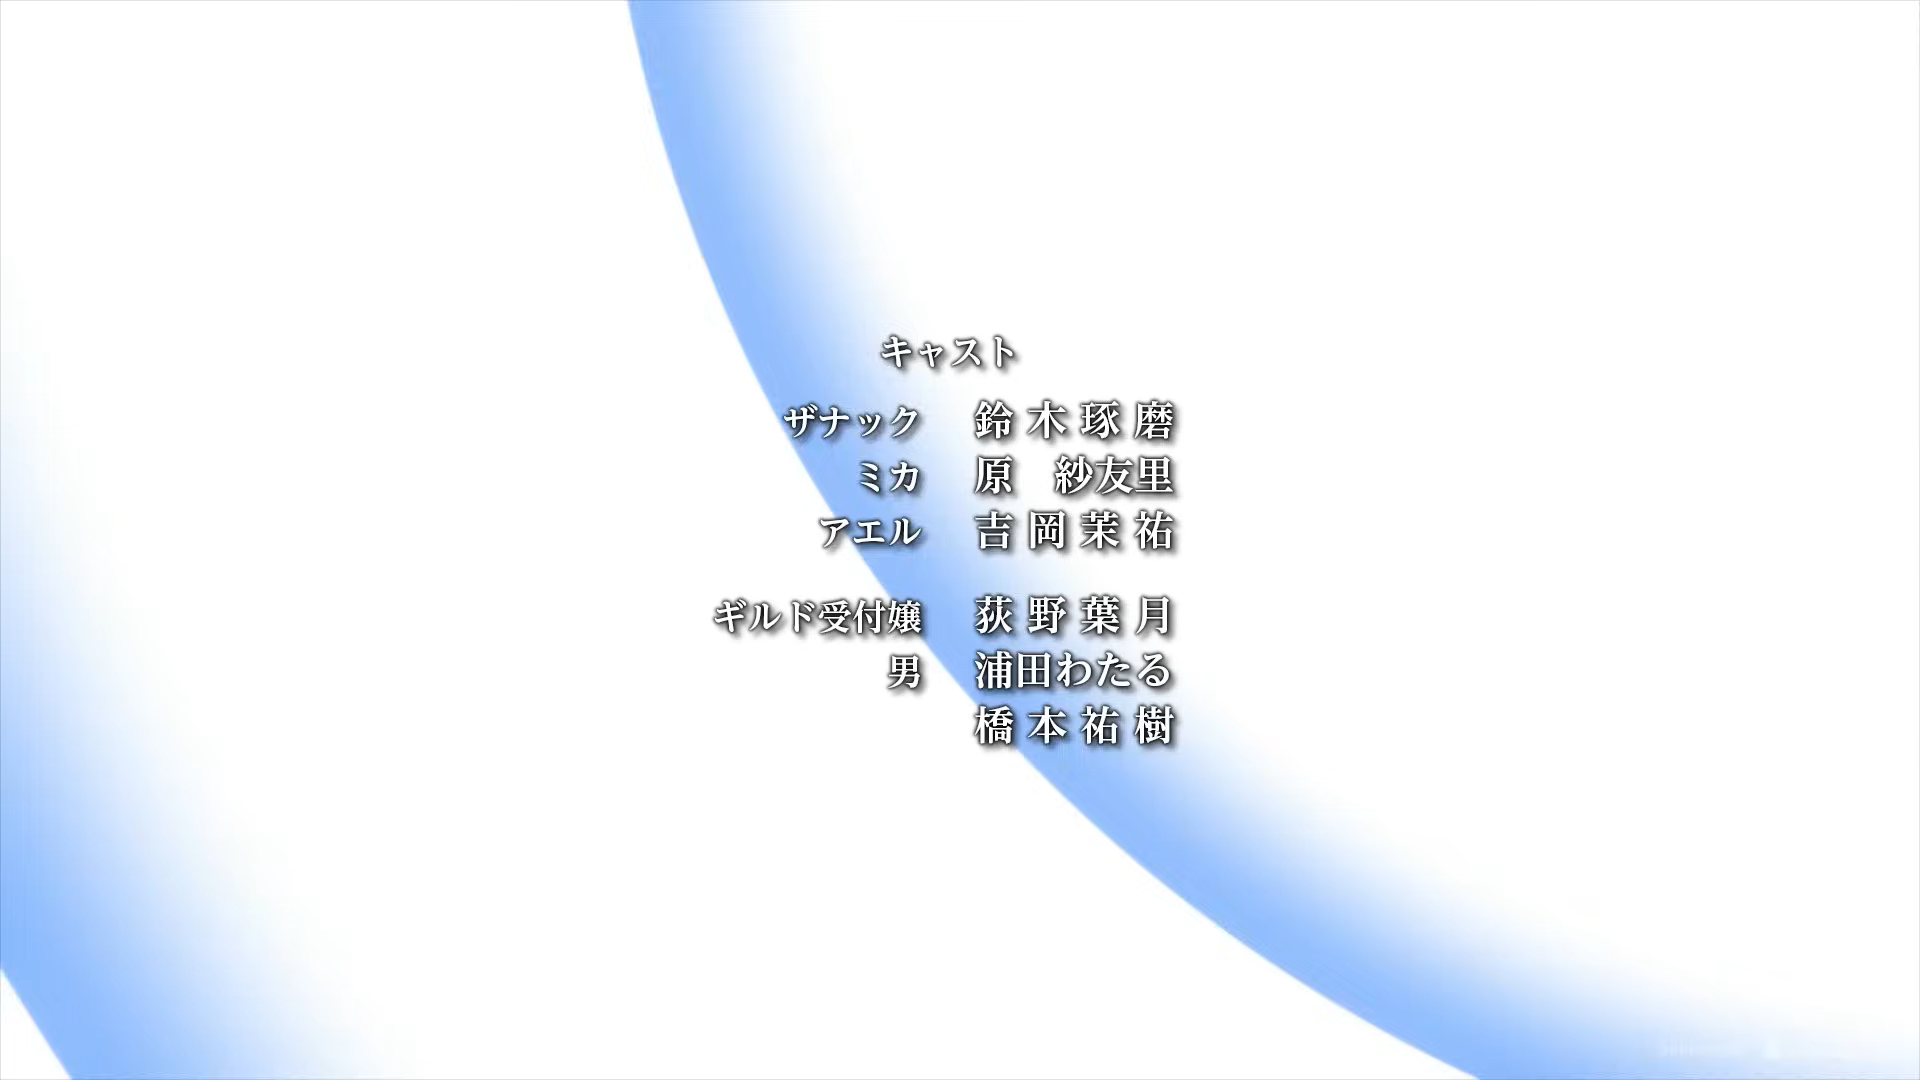 キャスト
ザナック 鈴木琢磨
ミカ 原 紗友里
アエル 吉岡茉祐
ギルド受付嬢 荻野葉月
男 浦田わたる
橋本祐樹